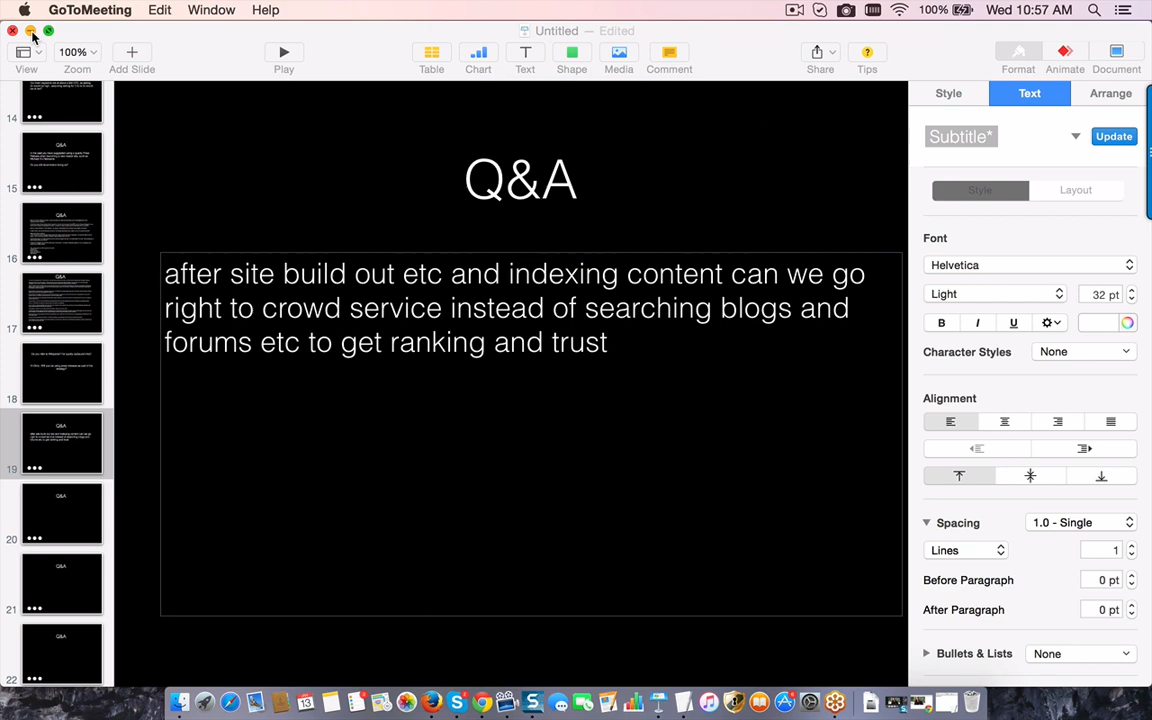 GoToMeeting Edit Window Help 100% Wed 10:57 AM
Untitled — Edited
100%
View Zoom Add Slide Play Table Chart Text Shape Media Comment Share Tips Format Animate Document
Style Text Arrange
Subtitle* Update
Style Layout
Font
Helvetica
Light 32 pt
B I U
Character Styles None
Alignment
Spacing 1.0 - Single
Lines 1
Before Paragraph 0 pt
After Paragraph 0 pt
Bullets & Lists None
14
Q&A
15
Q&A
16
Q&A
17
18
Q&A
19
Q&A
20
Q&A
21
Q&A
22
Q&A
after site build out etc and indexing content can we go
right to crowd service instead of searching blogs and
forums etc to get ranking and trust
13